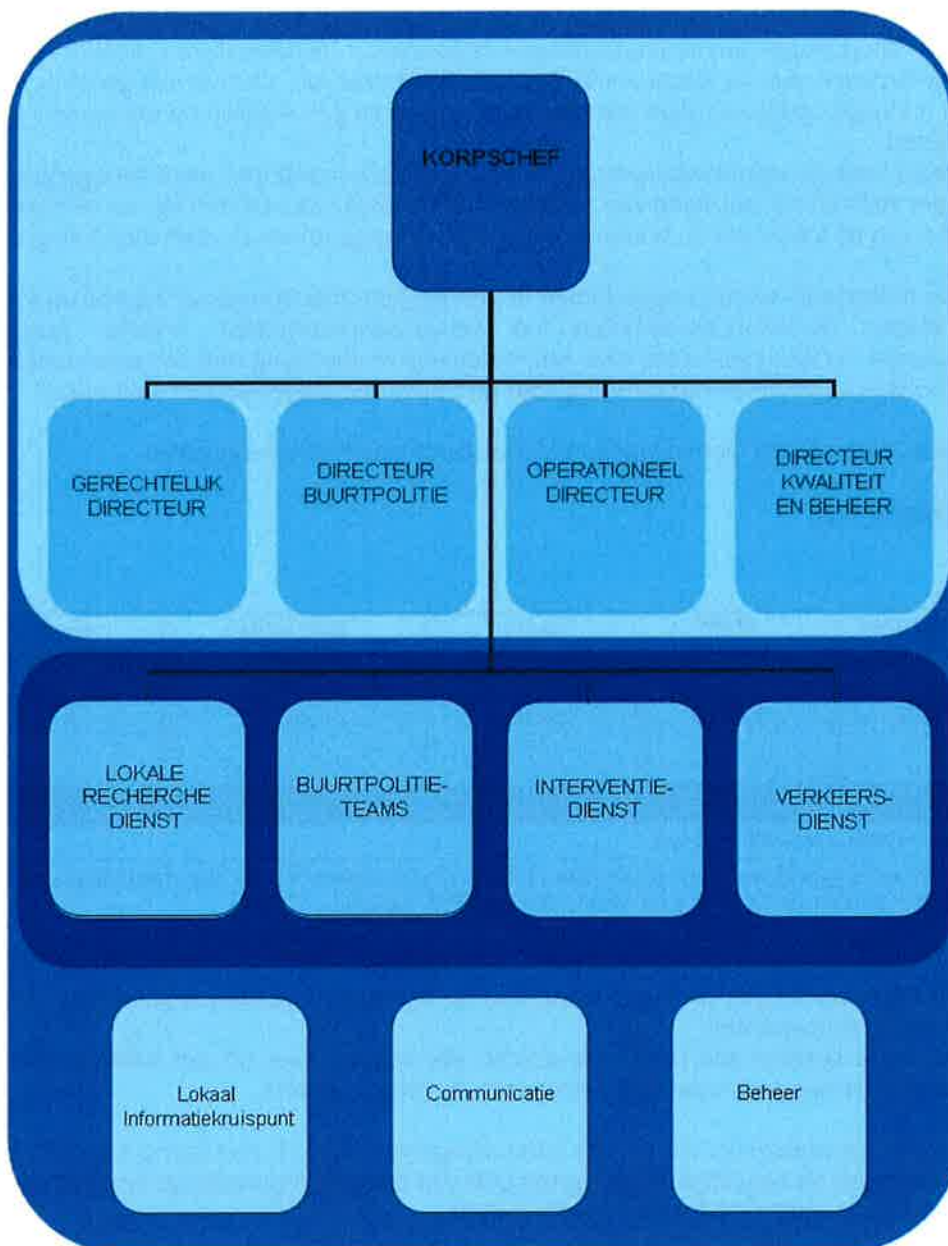 KORPSCHEF
GERECHTELIJK
DIRECTEUR
DIRECTEUR
BUURTPOLITIE
OPERATIONEEL
DIRECTEUR
DIRECTEUR
KWALITEIT
EN BEHEER
LOKALE
RECHERCHE
DIENST
BUURTPOLITIE-
TEAMS
INTERVENTIE-
DIENST
VERKEERS-
DIENST
Lokaal
Informatiekruispunt
Communicatie
Beheer